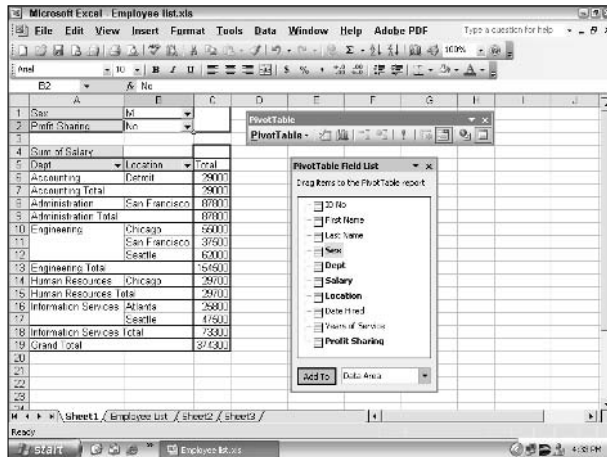 Microsoft Excel - Employee list.xls
File Edit View Insert Format Tools Data Window Help Adobe PDF Type a question for help
100%
Arial 10 B I U $ % ,
B2 fx No
A B C D E F G H I J
1 Sex M
2 Profit Sharing No
3
4 Sum of Salary
5 Dept Location Total
6 Accounting Detroit 29000
7 Accounting Total 29000
8 Administration San Francisco 87800
9 Administration Total 87800
10 Engineering Chicago 55000
11 San Francisco 37500
12 Seattle 62000
13 Engineering Total 154500
14 Human Resources Chicago 29700
15 Human Resources Total 29700
16 Information Services Atlanta 25800
17 Seattle 47500
18 Information Services Total 73300
19 Grand Total 374300
20
21
22
23
PivotTable
PivotTable
PivotTable Field List
Drag items to the PivotTable report
ID No
First Name
Last Name
Sex
Dept
Salary
Location
Date Hired
Years of Service
Profit Sharing
Add To Data Area
Sheet1 Employee List Sheet2 Sheet3
Ready
start Employee list.xls 4:33 PM